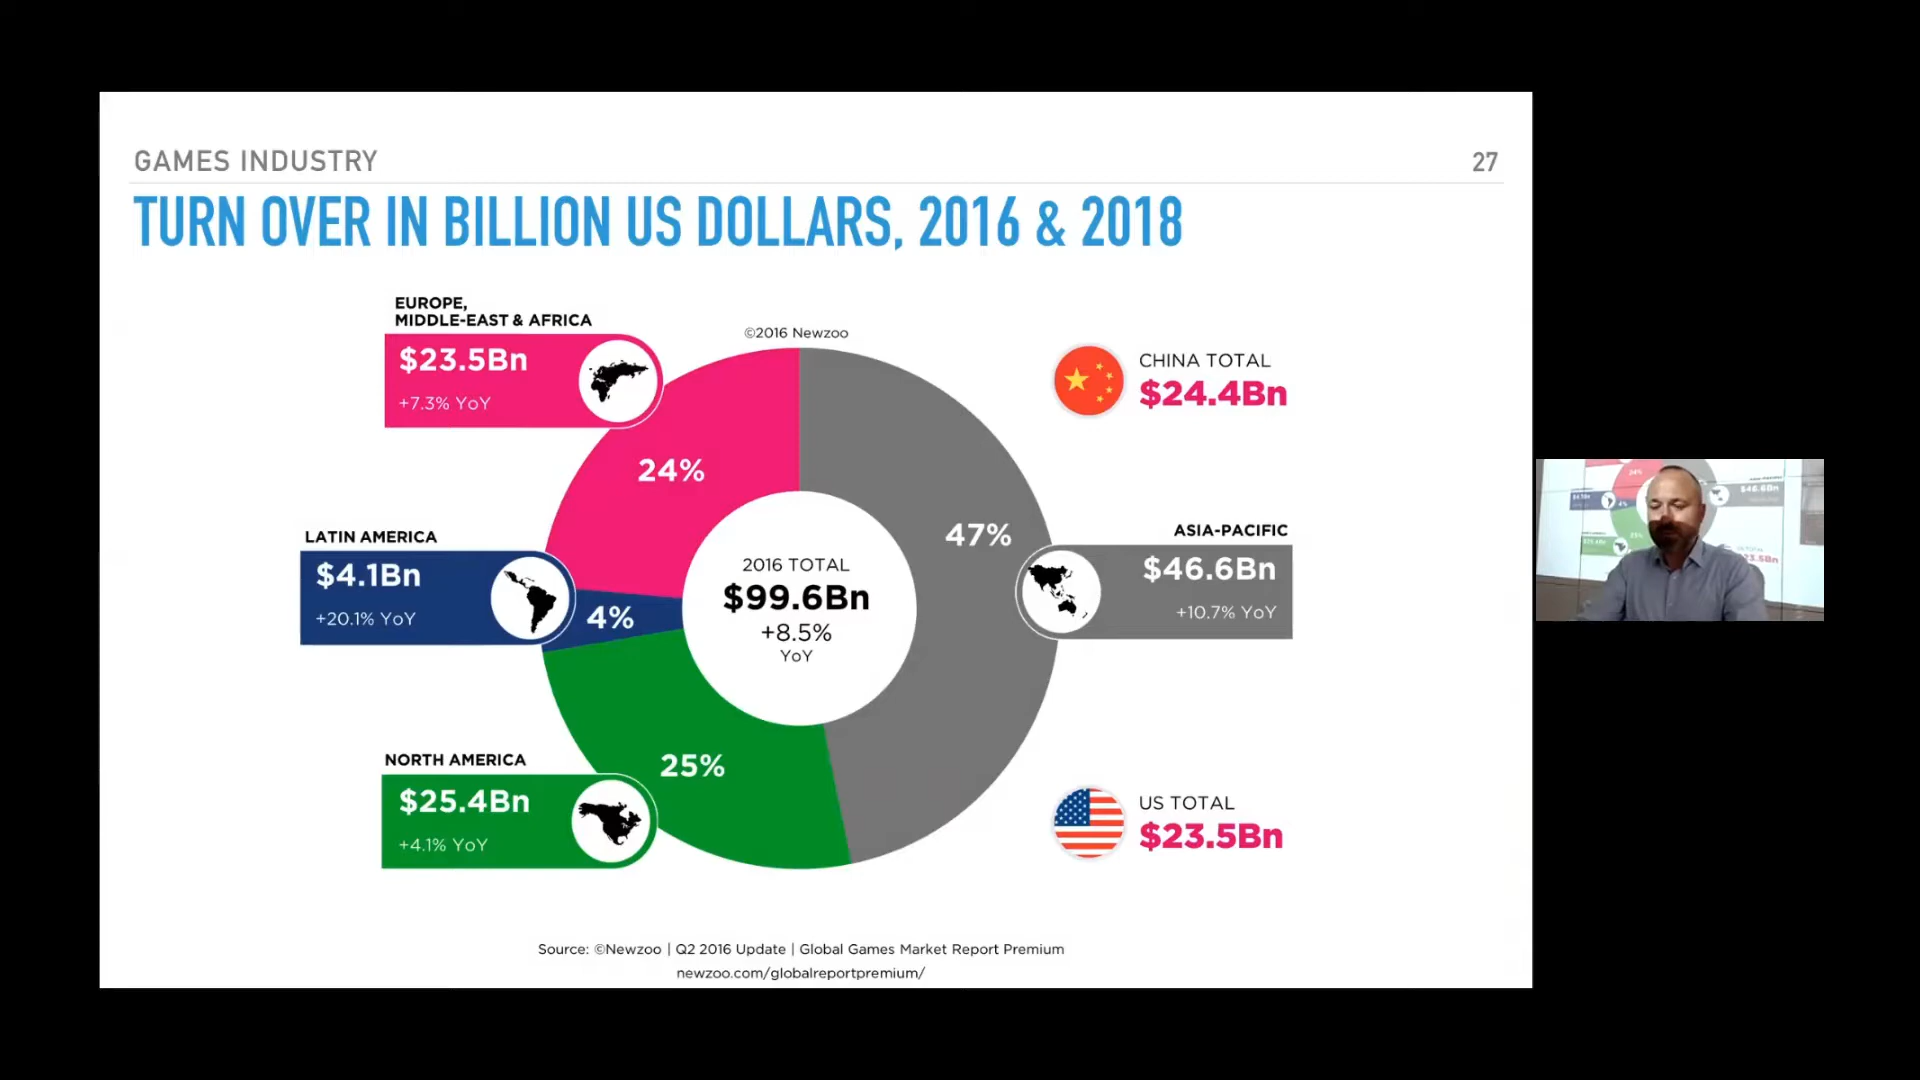 GAMES INDUSTRY
27
TURN OVER IN BILLION US DOLLARS, 2016 & 2018
EUROPE,
MIDDLE-EAST & AFRICA
$23.5Bn
+7.3% YoY
©2016 Newzoo
CHINA TOTAL
$24.4Bn
24%
47%
LATIN AMERICA
$4.1Bn
+20.1% YoY
4%
2016 TOTAL
$99.6Bn
+8.5%
YoY
ASIA-PACIFIC
$46.6Bn
+10.7% YoY
NORTH AMERICA
$25.4Bn
+4.1% YoY
25%
US TOTAL
$23.5Bn
Source: ©Newzoo | Q2 2016 Update | Global Games Market Report Premium
newzoo.com/globalreportpremium/
$46.6Bn